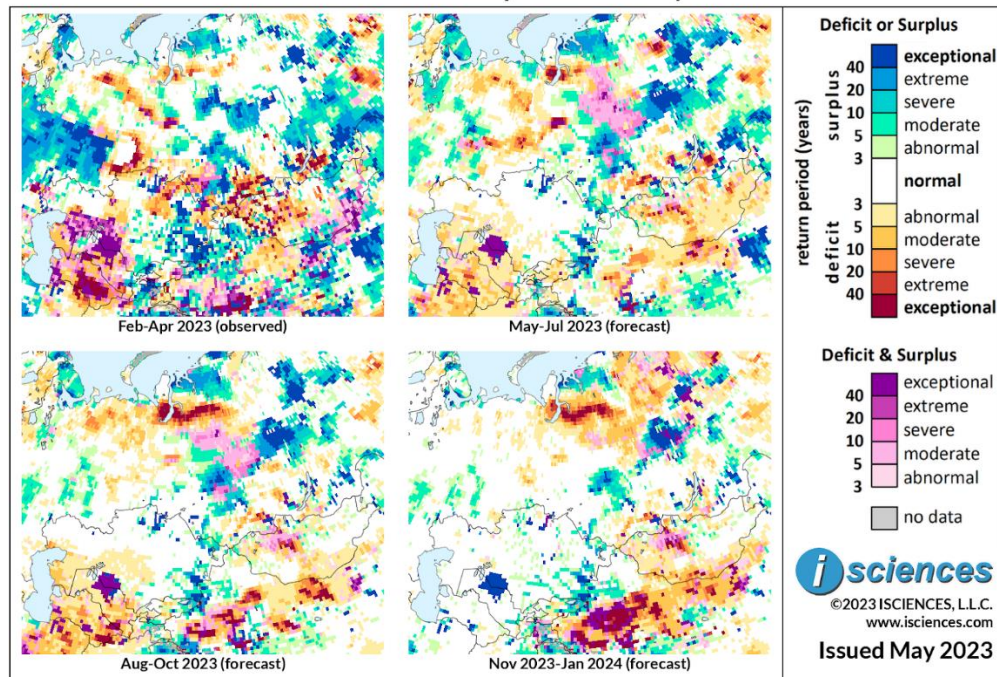 Feb-Apr 2023 (observed)
May-Jul 2023 (forecast)
Aug-Oct 2023 (forecast)
Nov 2023-Jan 2024 (forecast)
Deficit or Surplus
return period (years)
surplus
deficit
exceptional
40
extreme
20
severe
10
moderate
5
abnormal
3
normal
3
abnormal
5
moderate
10
severe
20
extreme
40
exceptional
Deficit & Surplus
exceptional
40
extreme
20
severe
10
moderate
5
abnormal
3
no data
i sciences
©2023 ISCIENCES, L.L.C.
www.isciences.com
Issued May 2023